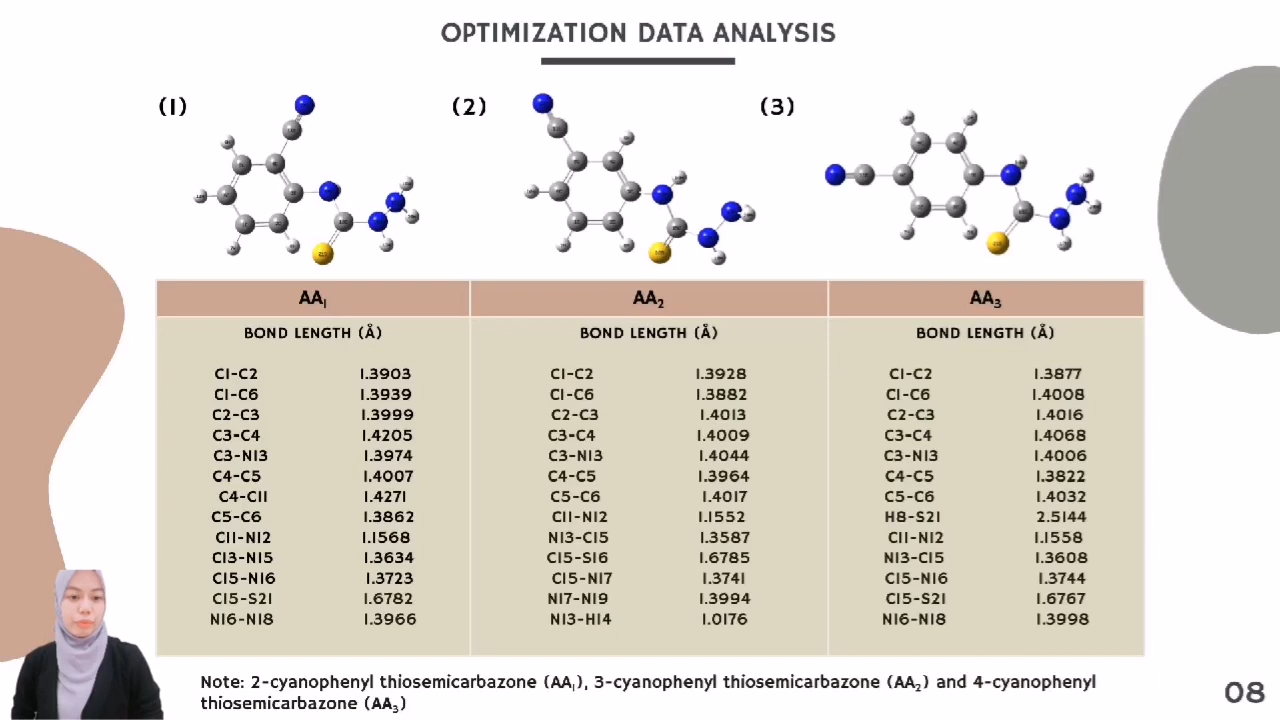 OPTIMIZATION DATA ANALYSIS
(1) (2) (3)
AA₁ AA₂ AA₃
BOND LENGTH (Å) BOND LENGTH (Å) BOND LENGTH (Å)
C1-C2 1.3903 C1-C2 1.3928 C1-C2 1.3877
C1-C6 1.3939 C1-C6 1.3882 C1-C6 1.4008
C2-C3 1.3999 C2-C3 1.4013 C2-C3 1.4016
C3-C4 1.4205 C3-C4 1.4009 C3-C4 1.4068
C3-N13 1.3974 C3-N13 1.4044 C3-N13 1.4006
C4-C5 1.4007 C4-C5 1.3964 C4-C5 1.3822
C4-C11 1.4271 C5-C6 1.4017 C5-C6 1.4032
C5-C6 1.3862 C11-N12 1.1552 H8-S21 2.5144
C11-N12 1.1568 N13-C15 1.3587 C11-N12 1.1558
C13-N15 1.3634 C15-S16 1.6785 N13-C15 1.3608
C15-N16 1.3723 C15-N17 1.3741 C15-N16 1.3744
C15-S21 1.6782 N17-N19 1.3994 C15-S21 1.6767
N16-N18 1.3966 N13-H14 1.0176 N16-N18 1.3998
Note: 2-cyanophenyl thiosemicarbazone (AA₁), 3-cyanophenyl thiosemicarbazone (AA₂) and 4-cyanophenyl
thiosemicarbazone (AA₃)
08